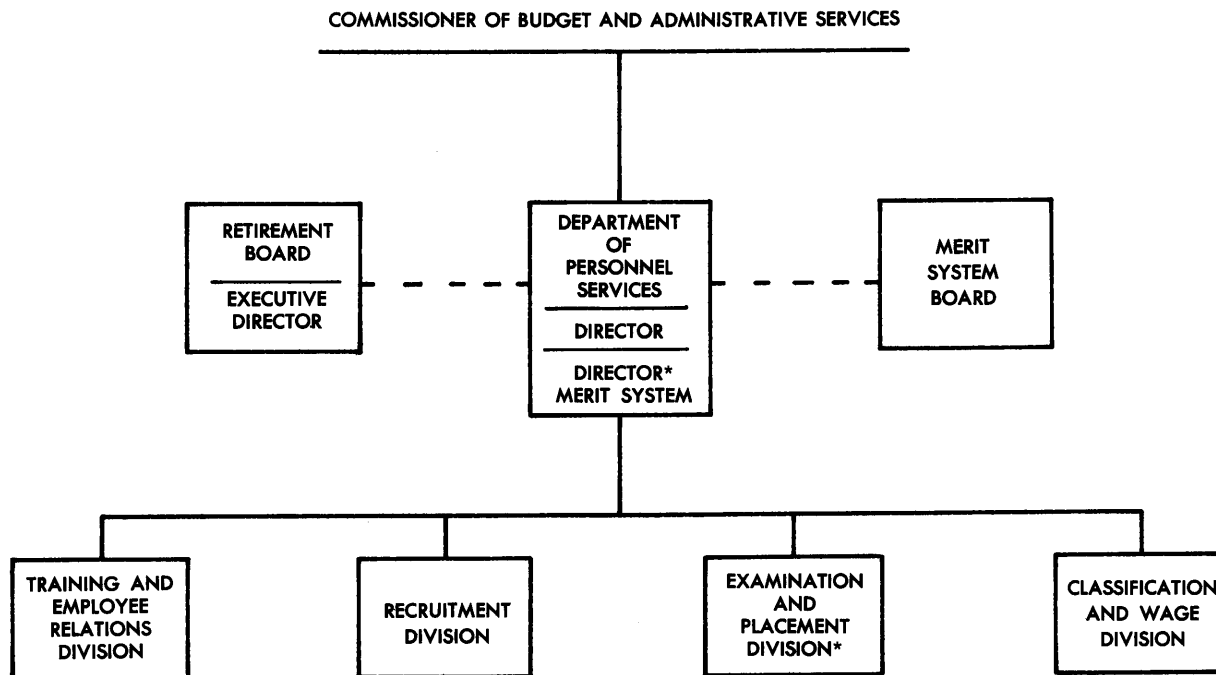 COMMISSIONER OF BUDGET AND ADMINISTRATIVE SERVICES
RETIREMENT
BOARD
EXECUTIVE
DIRECTOR
DEPARTMENT
OF
PERSONNEL
SERVICES
DIRECTOR
DIRECTOR*
MERIT SYSTEM
MERIT
SYSTEM
BOARD
TRAINING AND
EMPLOYEE
RELATIONS
DIVISION
RECRUITMENT
DIVISION
EXAMINATION
AND
PLACEMENT
DIVISION*
CLASSIFICATION
AND WAGE
DIVISION